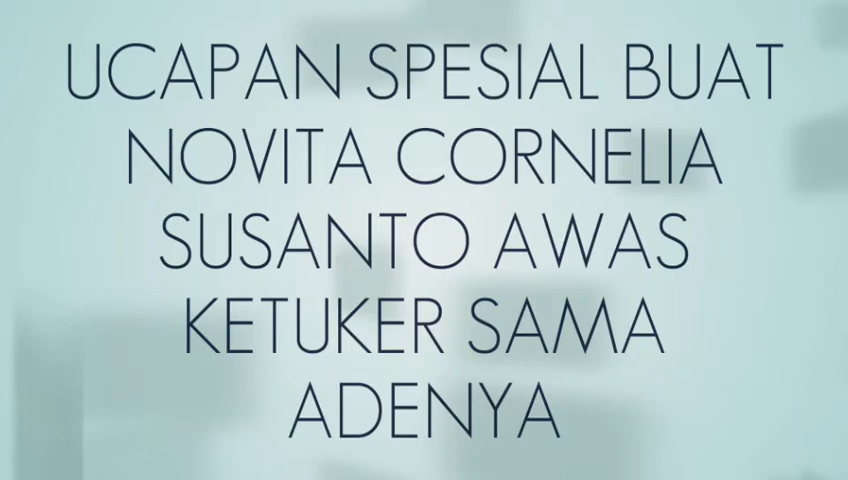 UCAPAN SPESIAL BUAT
NOVITA CORNELIA
SUSANTO AWAS
KETUKER SAMA
ADENYA